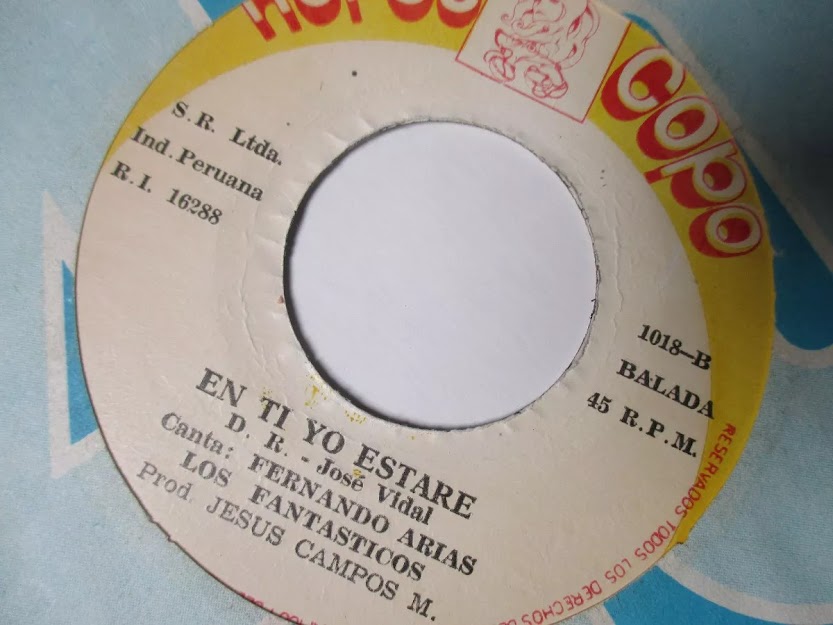 copo
S.R. Ltda.
Ind. Peruana
R.I. 16288
1018-B
BALADA
45 R.P.M.
EN TI YO ESTARE
D. R. - José Vidal
Canta: FERNANDO ARIAS
LOS FANTASTICOS
Prod. JESUS CAMPOS M.
RESERVADOS TODOS LOS DERECHOS